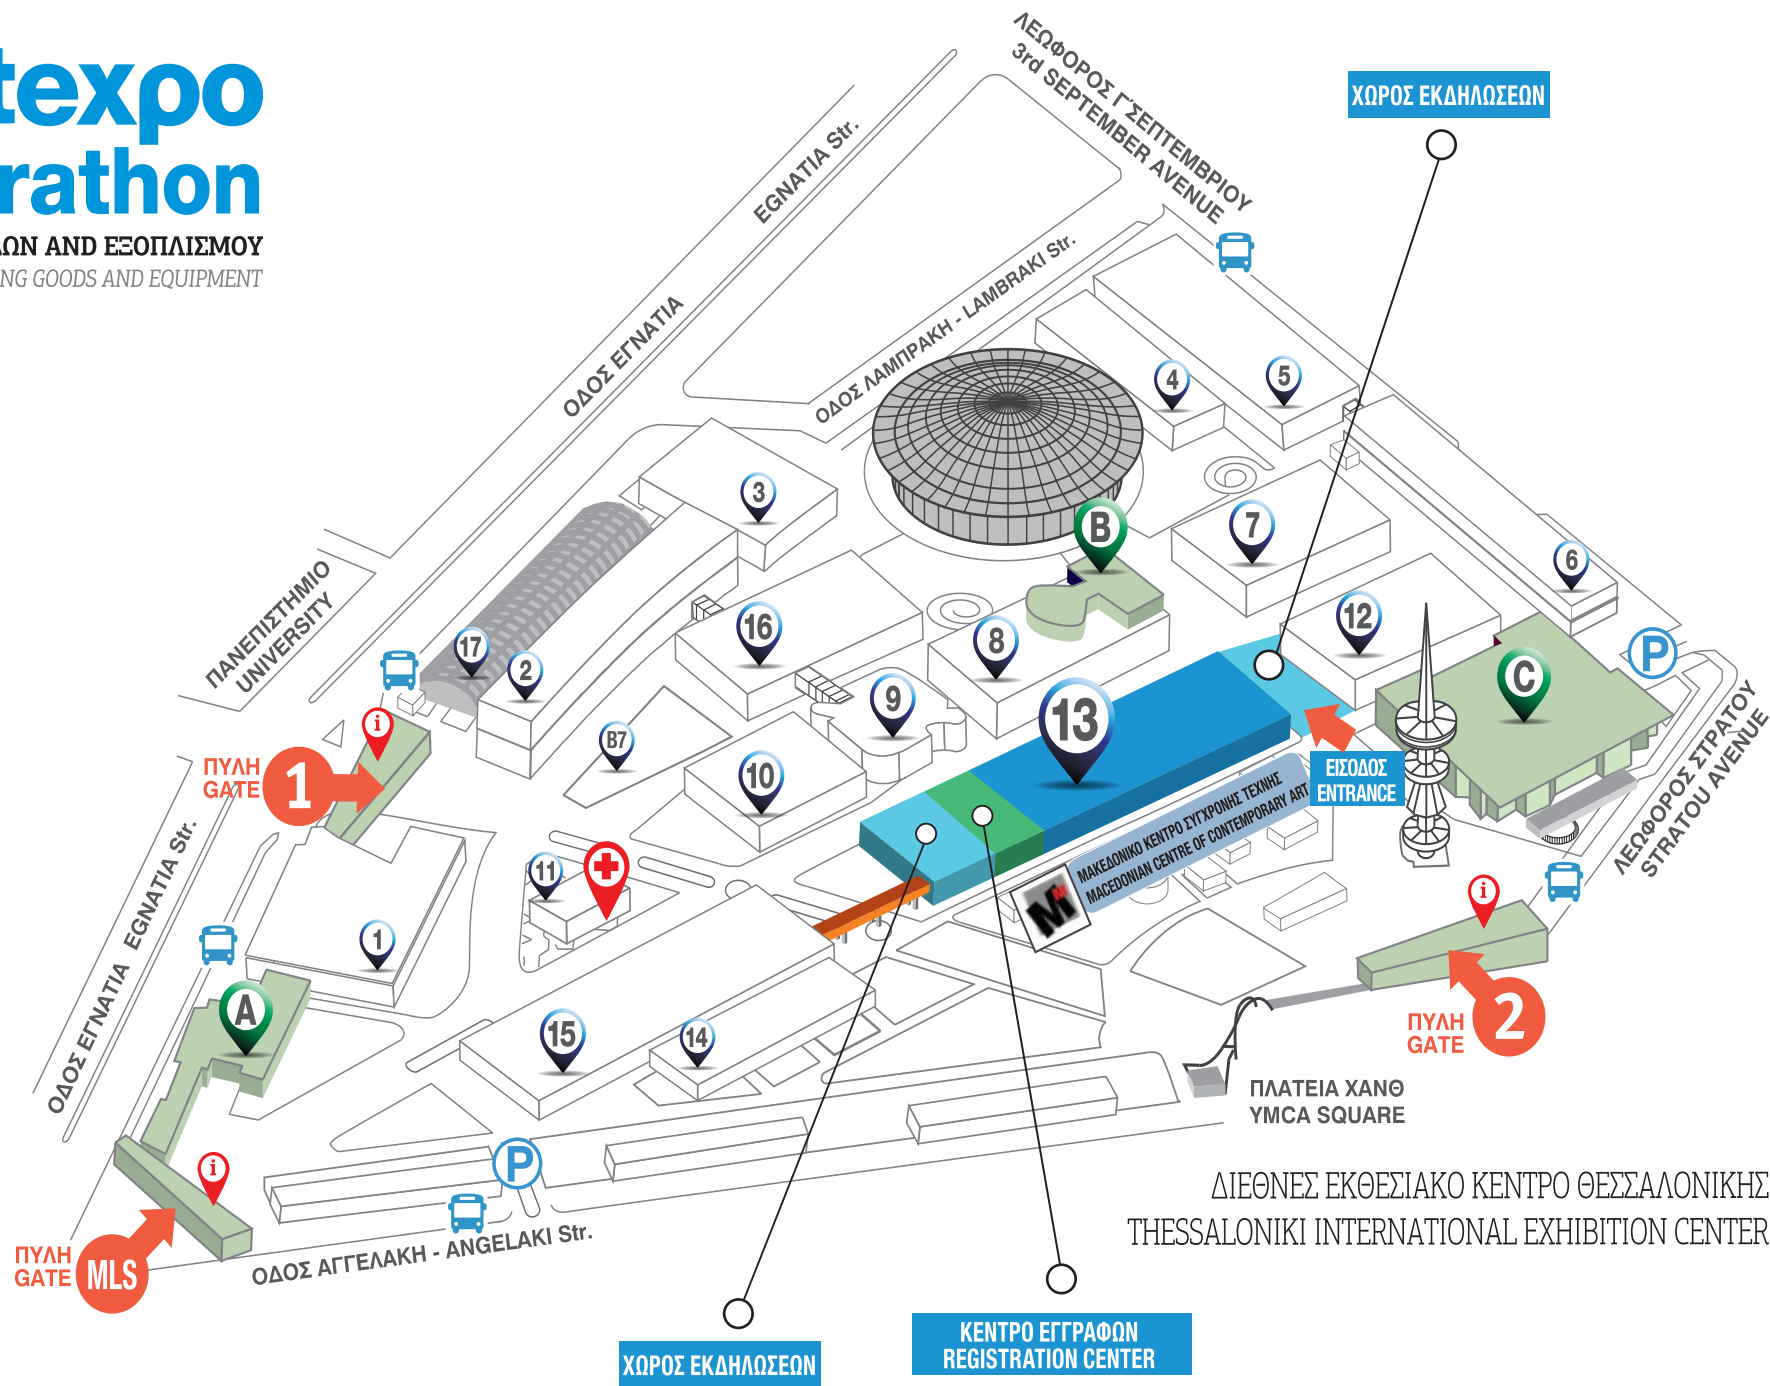 texpo
rathon
ΛΩΝ AND ΕΞΟΠΛΙΣΜΟΥ
NG GOODS AND EQUIPMENT
ΛΕΩΦΟΡΟΣ Γ΄ΣΕΠΤΕΜΒΡΙΟΥ
3rd SEPTEMBER AVENUE
ΧΩΡΟΣ ΕΚΔΗΛΩΣΕΩΝ
EGNATIA Str.
ΟΔΟΣ ΕΓΝΑΤΙΑ
ΟΔΟΣ ΛΑΜΠΡΑΚΗ - LAMBRAKI Str.
4
5
3
B
7
6
ΠΑΝΕΠΙΣΤΗΜΙΟ
UNIVERSITY
17
2
16
8
12
P
C
9
13
B7
10
i
ΠΥΛΗ
GATE
1
ΕΙΣΟΔΟΣ
ENTRANCE
ΜΑΚΕΔΟΝΙΚΟ ΚΕΝΤΡΟ ΣΥΓΧΡΟΝΗΣ ΤΕΧΝΗΣ
MACEDONIAN CENTRE OF CONTEMPORARY ART
M
ΛΕΩΦΟΡΟΣ ΣΤΡΑΤΟΥ
STRATOU AVENUE
11
1
i
ΟΔΟΣ ΕΓΝΑΤΙΑ EGNATIA Str.
A
15
14
ΠΥΛΗ
GATE
2
ΠΛΑΤΕΙΑ ΧΑΝΘ
YMCA SQUARE
P
i
ΠΥΛΗ
GATE
MLS
ΟΔΟΣ ΑΓΓΕΛΑΚΗ - ANGELAKI Str.
ΔΙΕΘΝΕΣ ΕΚΘΕΣΙΑΚΟ ΚΕΝΤΡΟ ΘΕΣΣΑΛΟΝΙΚΗΣ
THESSALONIKI INTERNATIONAL EXHIBITION CENTER
ΧΩΡΟΣ ΕΚΔΗΛΩΣΕΩΝ
ΚΕΝΤΡΟ ΕΓΓΡΑΦΩΝ
REGISTRATION CENTER